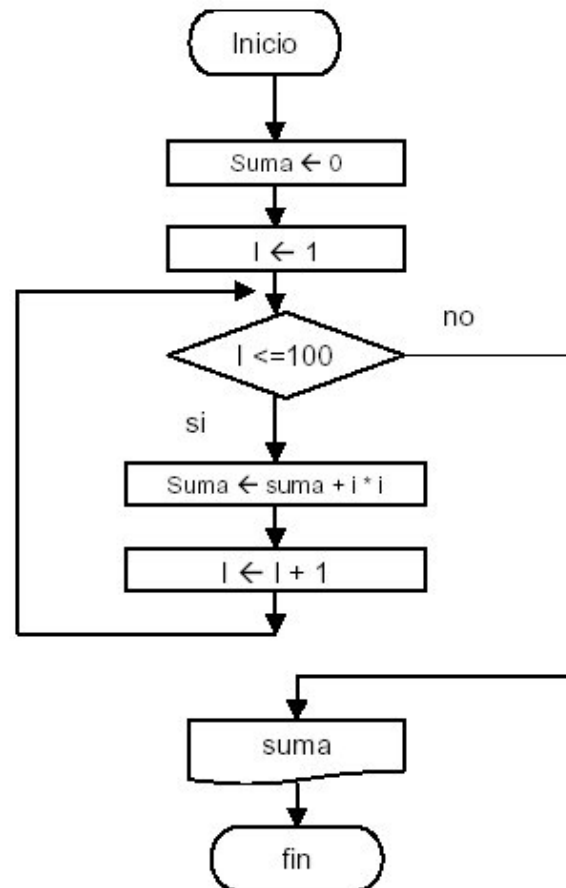 Inicio
Suma ← 0
I ← 1
I <=100
no
si
Suma ← suma + i * i
I ← I + 1
suma
fin